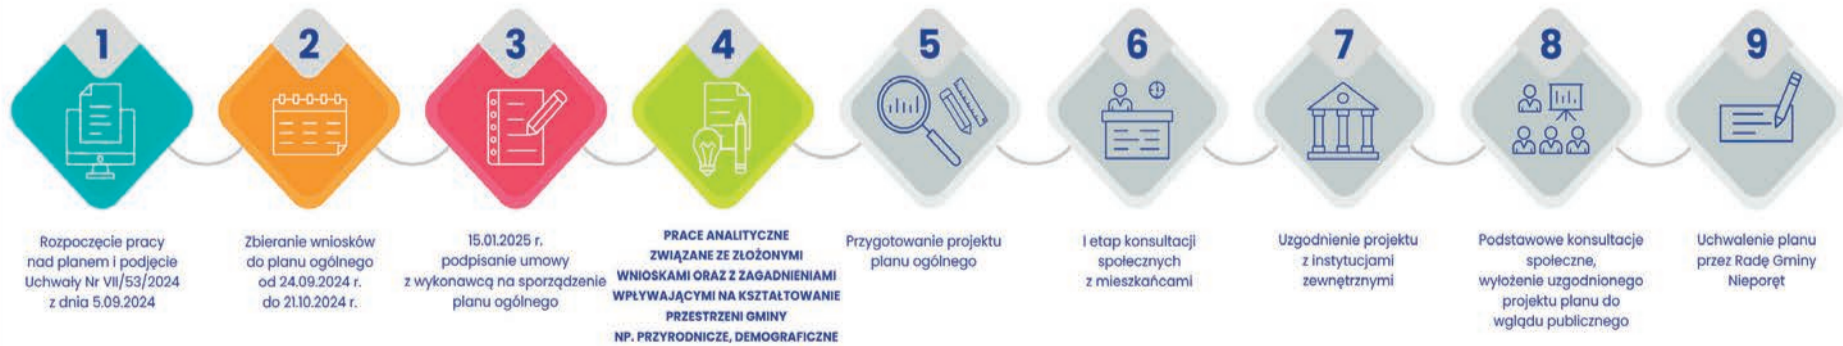 1
Rozpoczęcie pracy
nad planem i podjęcie
Uchwały Nr VII/53/2024
z dnia 5.09.2024
2
Zbieranie wniosków
do planu ogólnego
od 24.09.2024 r.
do 21.10.2024 r.
3
15.01.2025 r.
podpisanie umowy
z wykonawcą na sporządzenie
planu ogólnego
4
PRACE ANALITYCZNE
ZWIĄZANE ZE ZŁOŻONYMI
WNIOSKAMI ORAZ Z ZAGADNIENIAMI
WPŁYWAJĄCYMI NA KSZTAŁTOWANIE
PRZESTRZENI GMINY
NP. PRZYRODNICZE, DEMOGRAFICZNE
5
Przygotowanie projektu
planu ogólnego
6
I etap konsultacji
społecznych
z mieszkańcami
7
Uzgodnienie projektu
z instytucjami
zewnętrznymi
8
Podstawowe konsultacje
społeczne,
wyłożenie uzgodnionego
projektu planu do
wglądu publicznego
9
Uchwalenie planu
przez Radę Gminy
Nieporęt